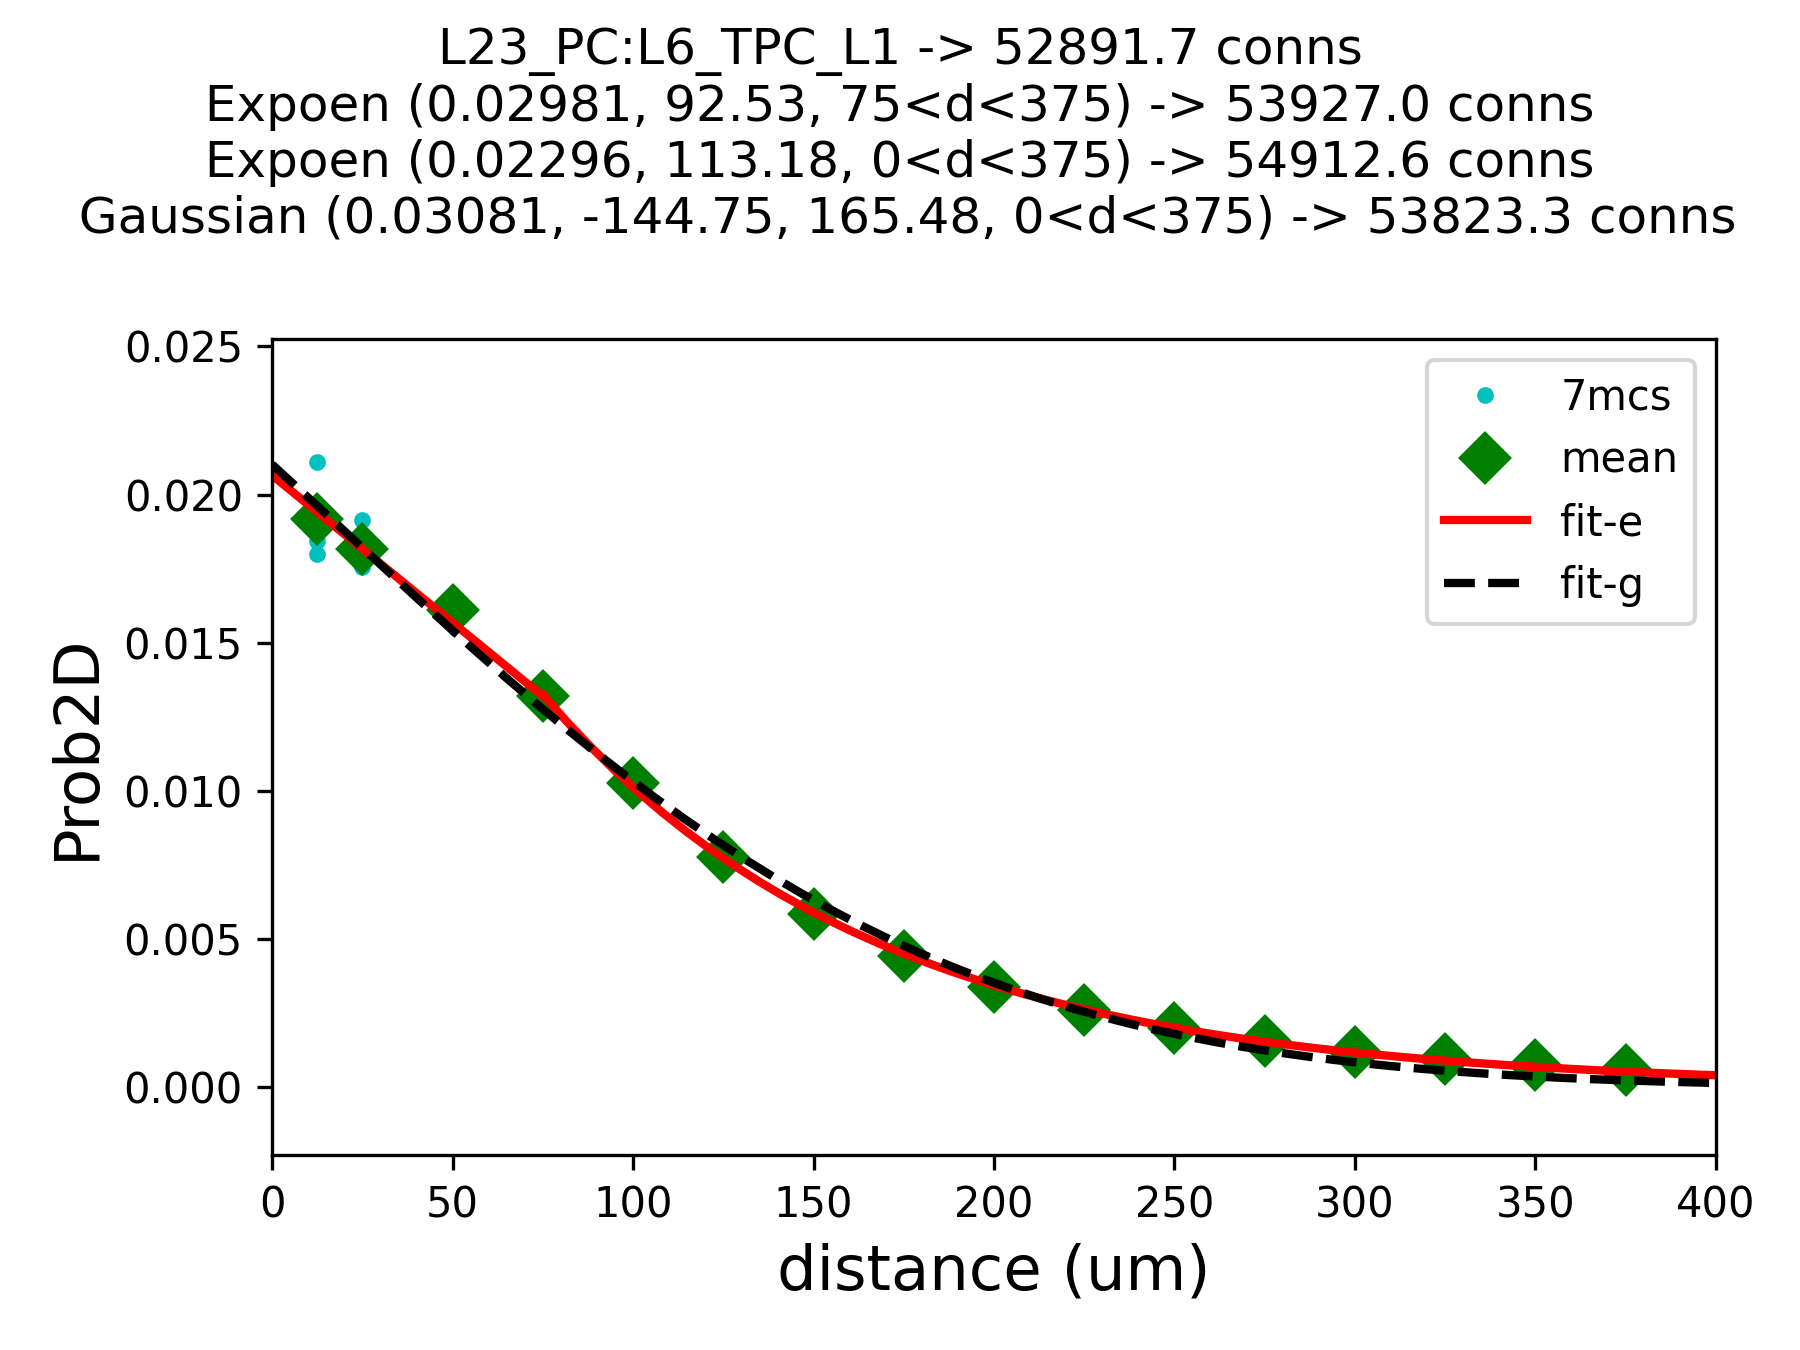 L23_PC:L6_TPC_L1 -> 52891.7 conns
Expoen (0.02981, 92.53, 75<d<375) -> 53927.0 conns
Expoen (0.02296, 113.18, 0<d<375) -> 54912.6 conns
Gaussian (0.03081, -144.75, 165.48, 0<d<375) -> 53823.3 conns
0.025
0.020
0.015
0.010
0.005
0.000
Prob2D
7mcs
mean
fit-e
fit-g
0 50 100 150 200 250 300 350 400
distance (um)